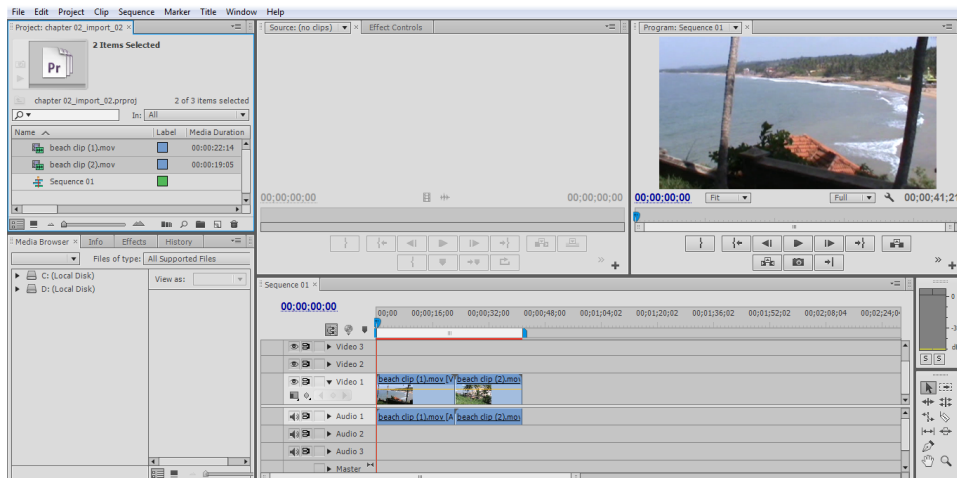 File Edit Project Clip Sequence Marker Title Window Help
Project: chapter 02_import_02
2 Items Selected
Pr
chapter 02_import_02.prproj
2 of 3 items selected
In: All
Name Label Media Duration
beach clip (1).mov 00:00:22:14
beach clip (2).mov 00:00:19:05
Sequence 01
Media Browser Info Effects History
Files of type: All Supported Files
C: (Local Disk)
D: (Local Disk)
View as:
Source: (no clips) Effect Controls
00;00;00;00 00;00;00;00
Program: Sequence 01
00;00;00;00 Fit Full 00;00;41;2
Sequence 01
00;00;00;00
00;00 00;00;16;00 00;00;32;00 00;00;48;00 00;01;04;02 00;01;20;02 00;01;36;02 00;01;52;02 00;02;08;04 00;02;24;0
Video 3
Video 2
Video 1
beach clip (1).mov [V beach clip (2).mov
Audio 1
beach clip (1).mov [A beach clip (2).mov
Audio 2
Audio 3
Master
0
-3
S S